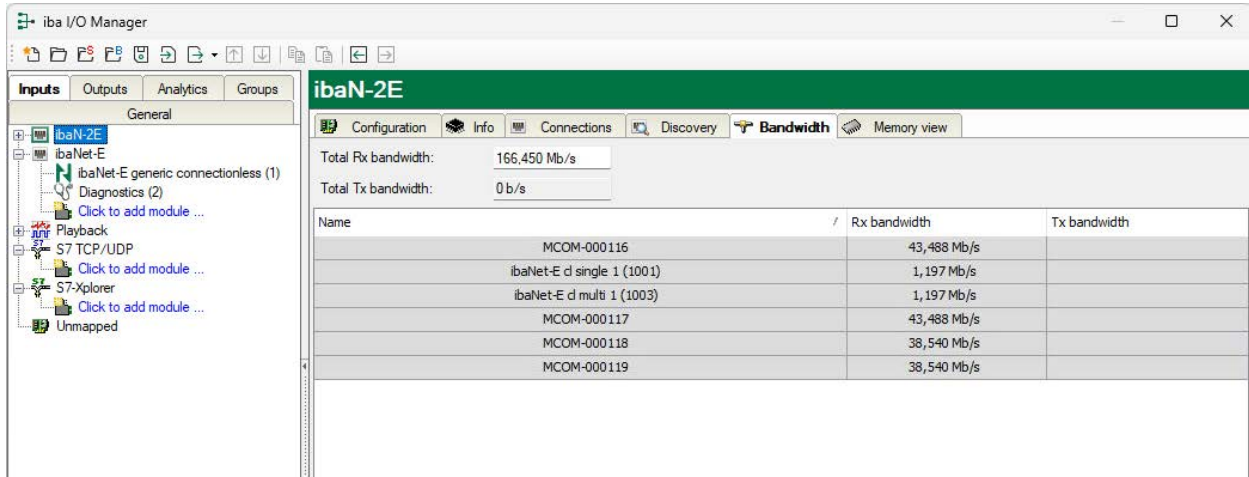 iba I/O Manager
Inputs Outputs Analytics Groups
General
ibaN-2E
ibaNet-E
ibaNet-E generic connectionless (1)
Diagnostics (2)
Click to add module ...
Playback
S7 TCP/UDP
Click to add module ...
S7-Xplorer
Click to add module ...
Unmapped
ibaN-2E
Configuration Info Connections Discovery Bandwidth Memory view
Total Rx bandwidth: 166,450 Mb/s
Total Tx bandwidth: 0 b/s
Name / Rx bandwidth Tx bandwidth
MCOM-000116 43,488 Mb/s
ibaNet-E cl single 1 (1001) 1,197 Mb/s
ibaNet-E cl multi 1 (1003) 1,197 Mb/s
MCOM-000117 43,488 Mb/s
MCOM-000118 38,540 Mb/s
MCOM-000119 38,540 Mb/s